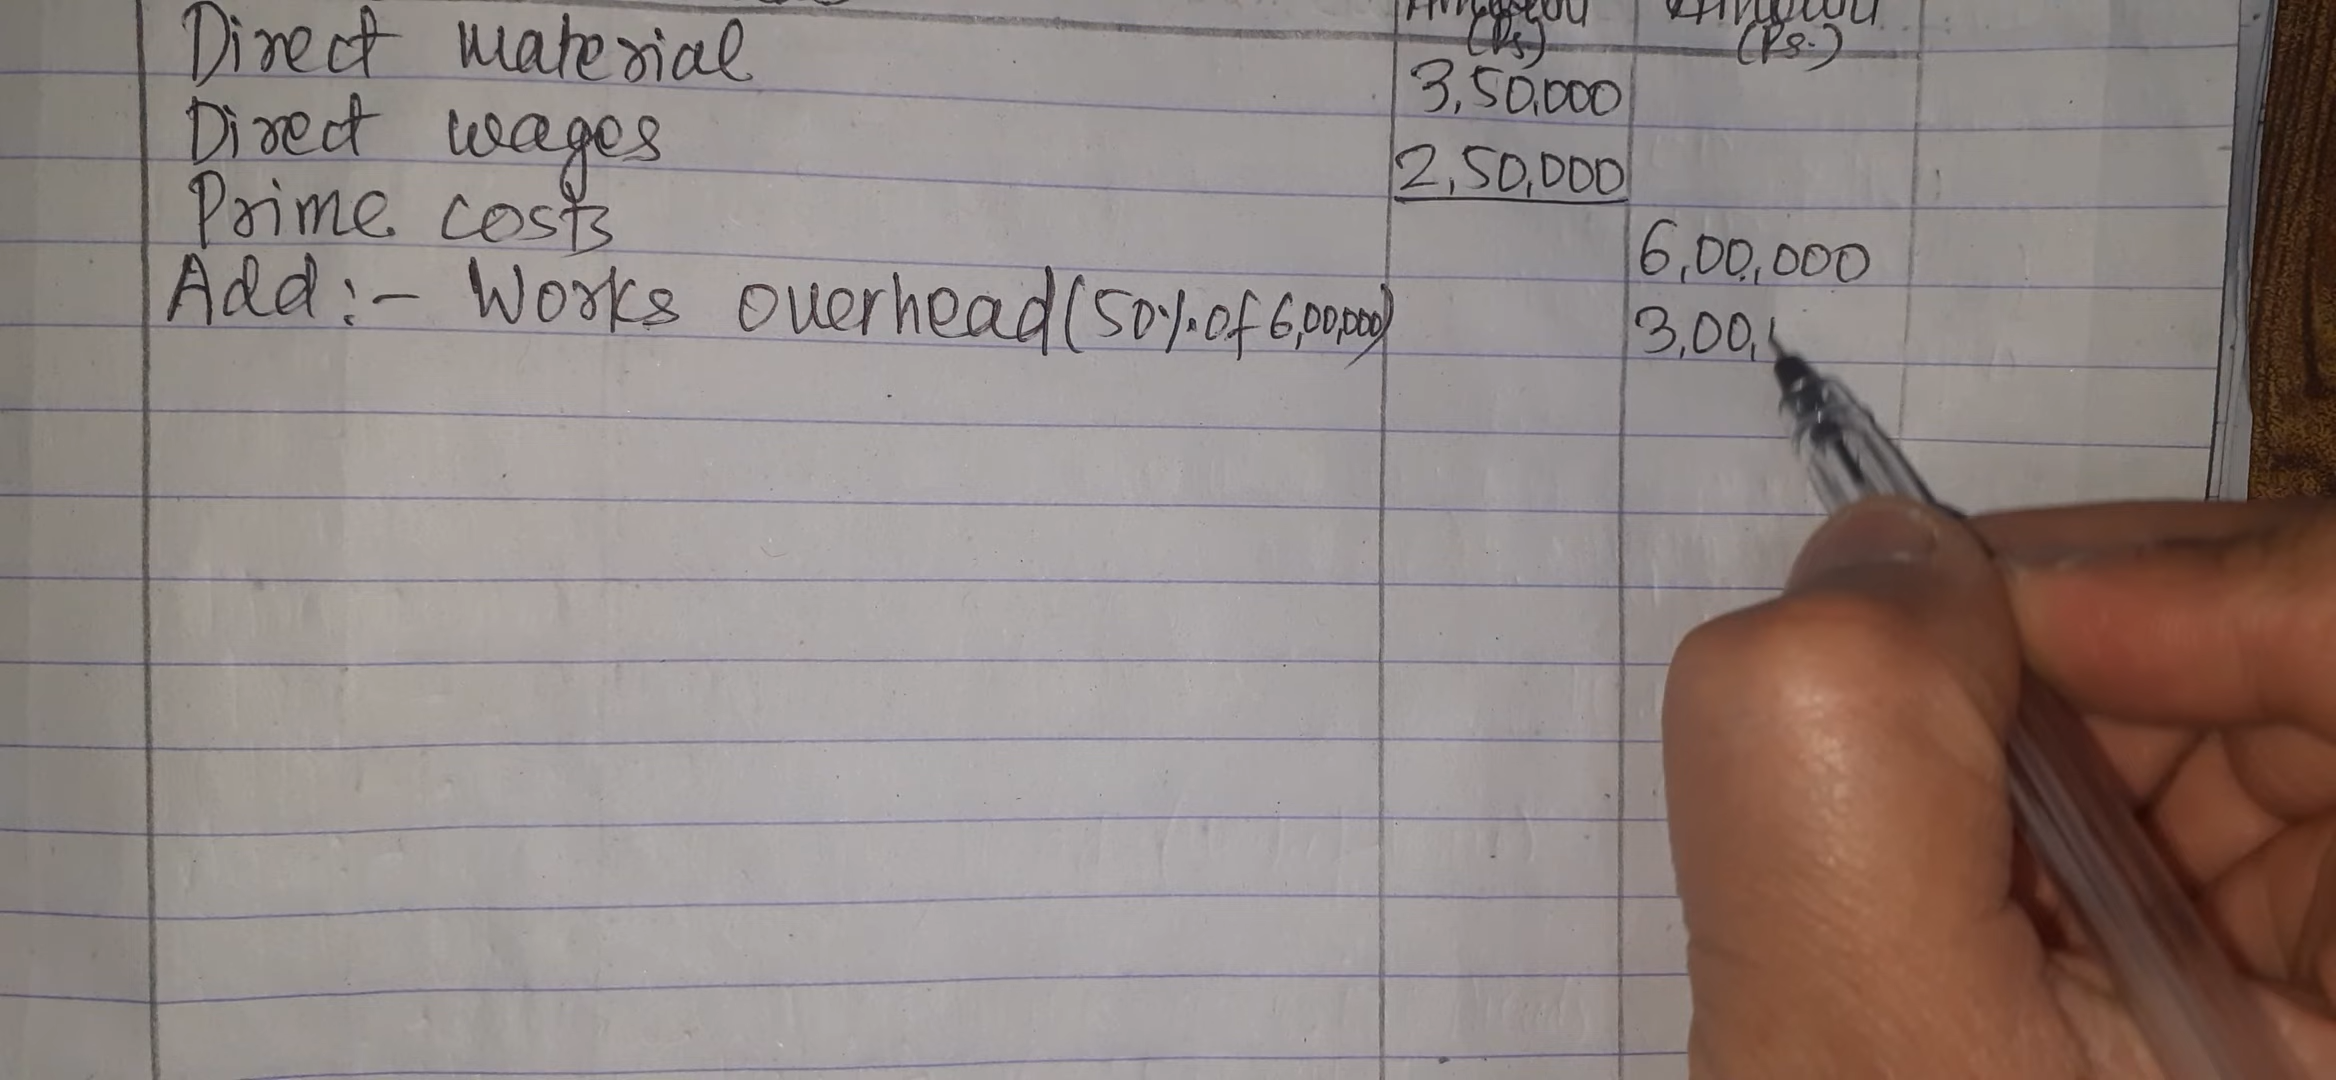 (Rs) (Rs.)
Direct material 3,50,000
Direct wages 2,50,000
Prime costs 6,00,000
Add:- Works overhead (50% of 6,00,000) 3,00,